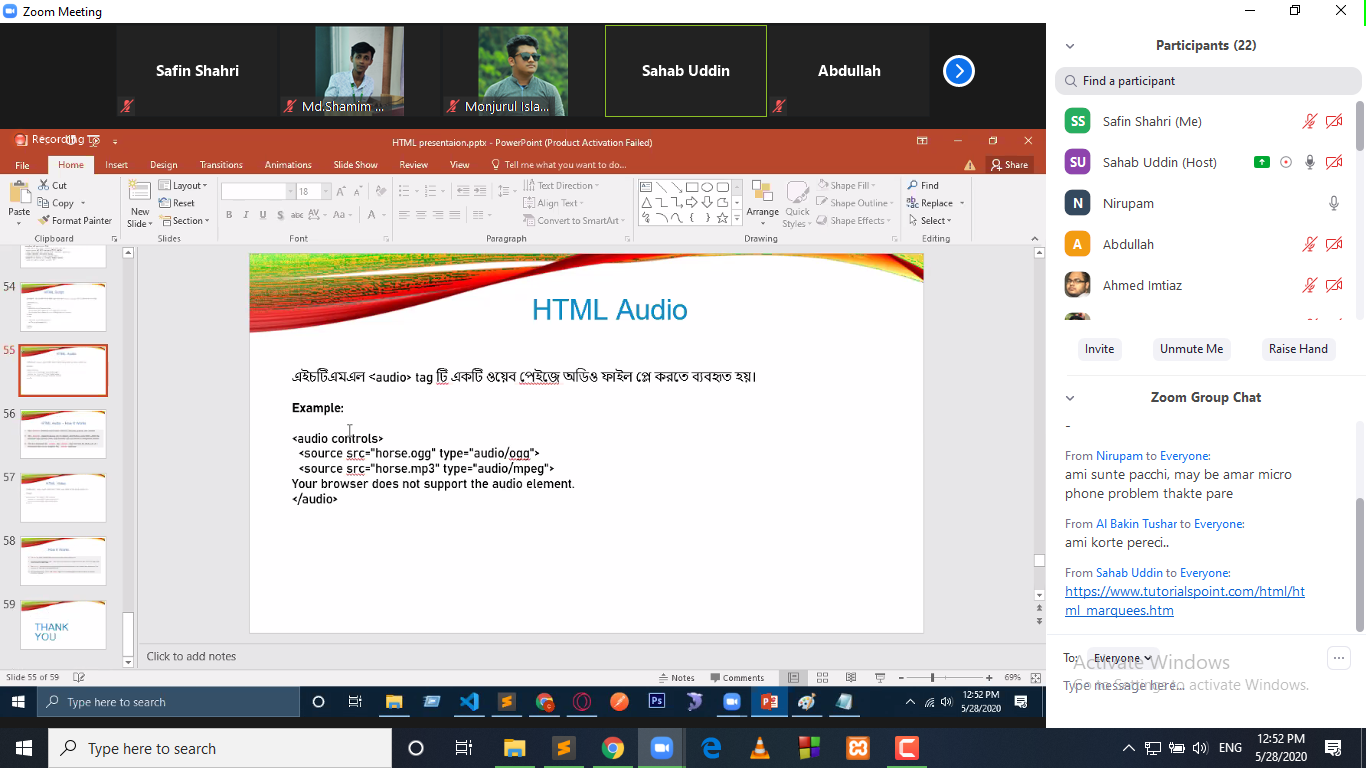 Zoom Meeting
Safin Shahri
Md.Shamim ...
Monjurul Isla...
Sahab Uddin
Abdullah
Recording
HTML presentaion.pptx - PowerPoint (Product Activation Failed)
File Home Insert Design Transitions Animations Slide Show Review View Tell me what you want to do... Share
Paste
Cut
Copy
Format Painter
Clipboard
New
Slide
Layout
Reset
Section
Slides
18
Font
Text Direction
Align Text
Convert to SmartArt
Paragraph
Arrange
Quick
Styles
Shape Fill
Shape Outline
Shape Effects
Drawing
Find
Replace
Select
Editing
54
55
56
57
58
59
THANK
YOU
HTML Audio
এইচটিএমএল <audio> tag টি একটি ওয়েব পেইজে অডিও ফাইল প্লে করতে ব্যবহৃত হয়।
Example:
<audio controls>
<source src="horse.ogg" type="audio/ogg">
<source src="horse.mp3" type="audio/mpeg">
Your browser does not support the audio element.
</audio>
Click to add notes
Slide 55 of 59
Notes
Comments
69%
Type here to search
12:52 PM
5/28/2020
Participants (22)
Find a participant
SS Safin Shahri (Me)
SU Sahab Uddin (Host)
N Nirupam
A Abdullah
Ahmed Imtiaz
Invite
Unmute Me
Raise Hand
Zoom Group Chat
From Nirupam to Everyone:
ami sunte pacchi, may be amar micro
phone problem thakte pare
From Al Bakin Tushar to Everyone:
ami korte pereci..
From Sahab Uddin to Everyone:
https://www.tutorialspoint.com/html/ht
ml_marquees.htm
To: Everyone
Type message here...
Activate Windows
Go to Settings to activate Windows.
Type here to search
ENG
12:52 PM
5/28/2020